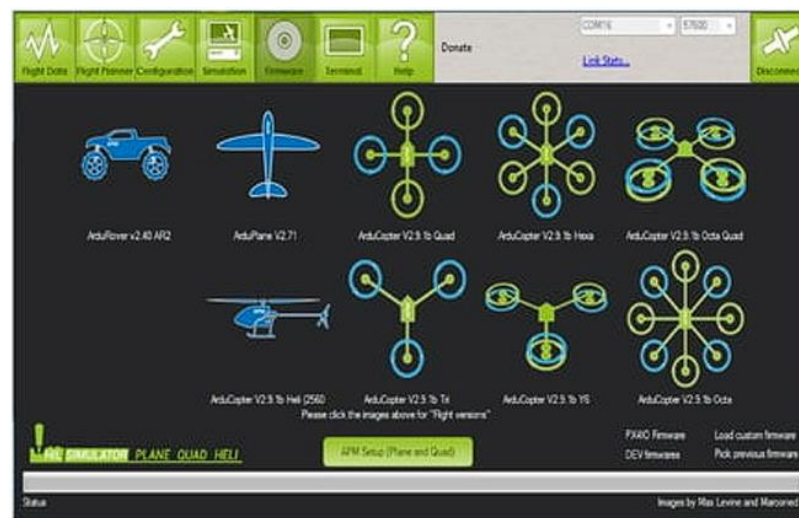 COM16 57600
Donate
Link Stats...
Flight Data Flight Planner Configuration Simulation Firmware Terminal Help Disconnect
ArduRover v2.40 AR2 ArduPlane V2.71 ArduCopter V2.9.1b Quad ArduCopter V2.9.1b Hexa ArduCopter V2.9.1b Octa Quad
ArduCopter V2.9.1b Heli (2560 ArduCopter V2.9.1b Tri ArduCopter V2.9.1b Y6 ArduCopter V2.9.1b Octa
Please click the images above for "Flight versions"
PX4IO Firmware Load custom firmware
HIL SIMULATOR PLANE QUAD HELI APM Setup (Plane and Quad)
DEV firmwares Pick previous firmware
Status Images by Max Levine and Marooned